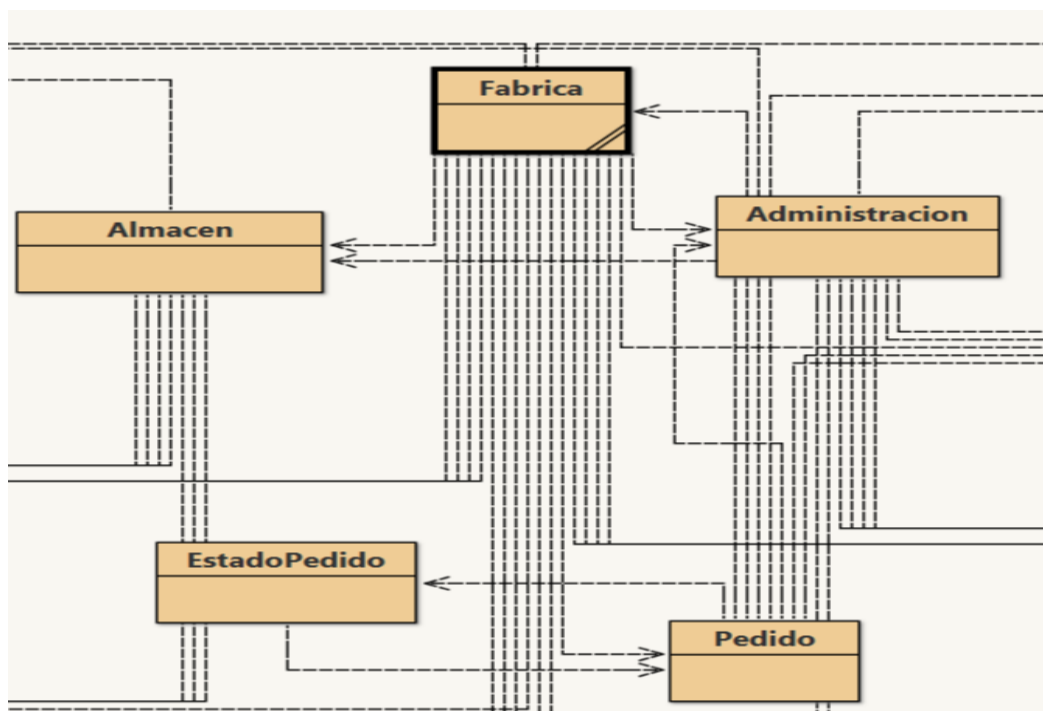 Fabrica
Almacen
Administracion
EstadoPedido
Pedido